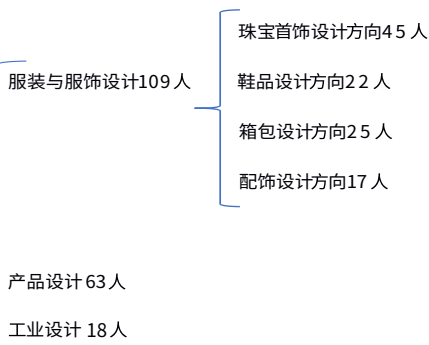 珠宝首饰设计方向45人
服装与服饰设计109人
鞋品设计方向22人
箱包设计方向25人
配饰设计方向17人
产品设计63人
工业设计 18人